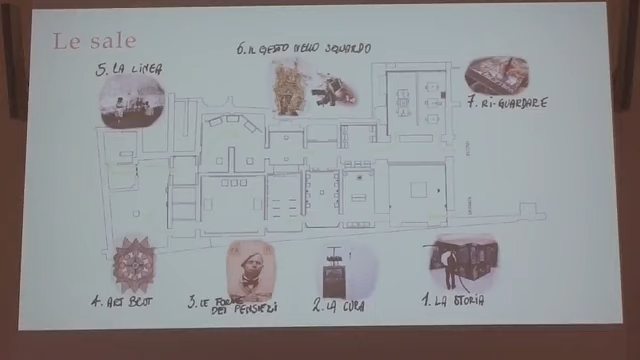 Le sale
6. IL GESTO NELLO SGUARDO
5. LA LINEA
7. RI-GUARDARE
4. ART BRUT
3. LE FORME
DEI PENSIERI
2. LA CURA
1. LA STORIA